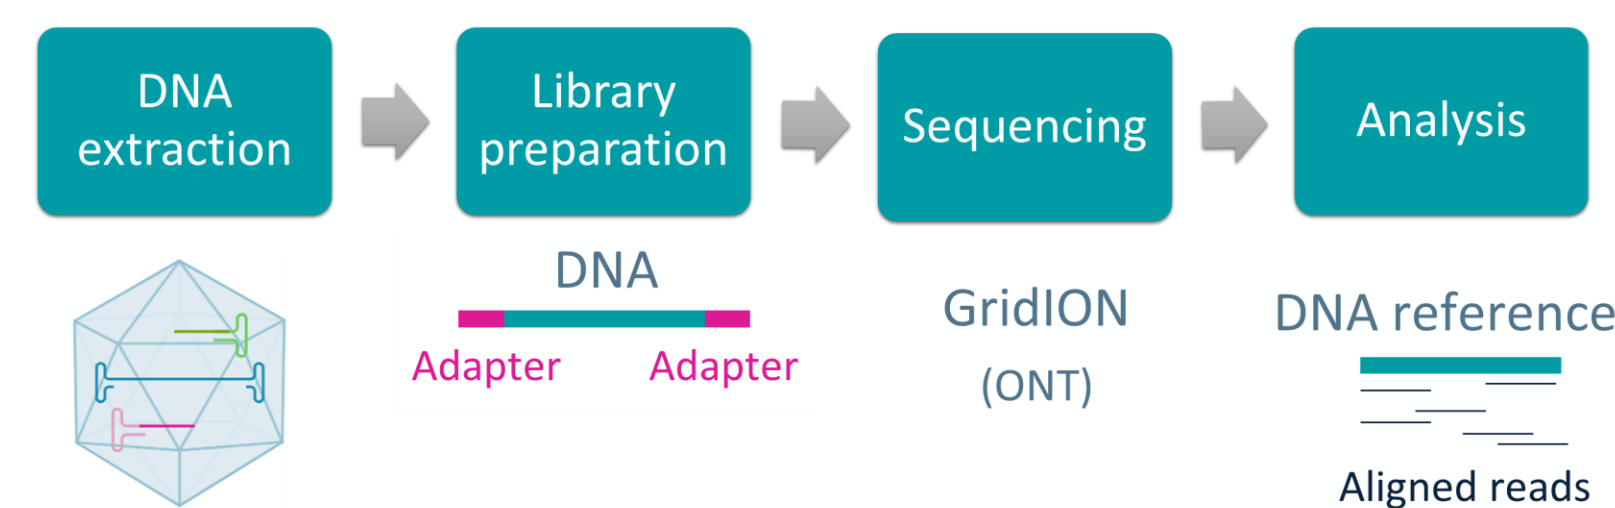 DNA
extraction
Library
preparation
Sequencing
Analysis
DNA
Adapter
Adapter
GridION
(ONT)
DNA reference
Aligned reads